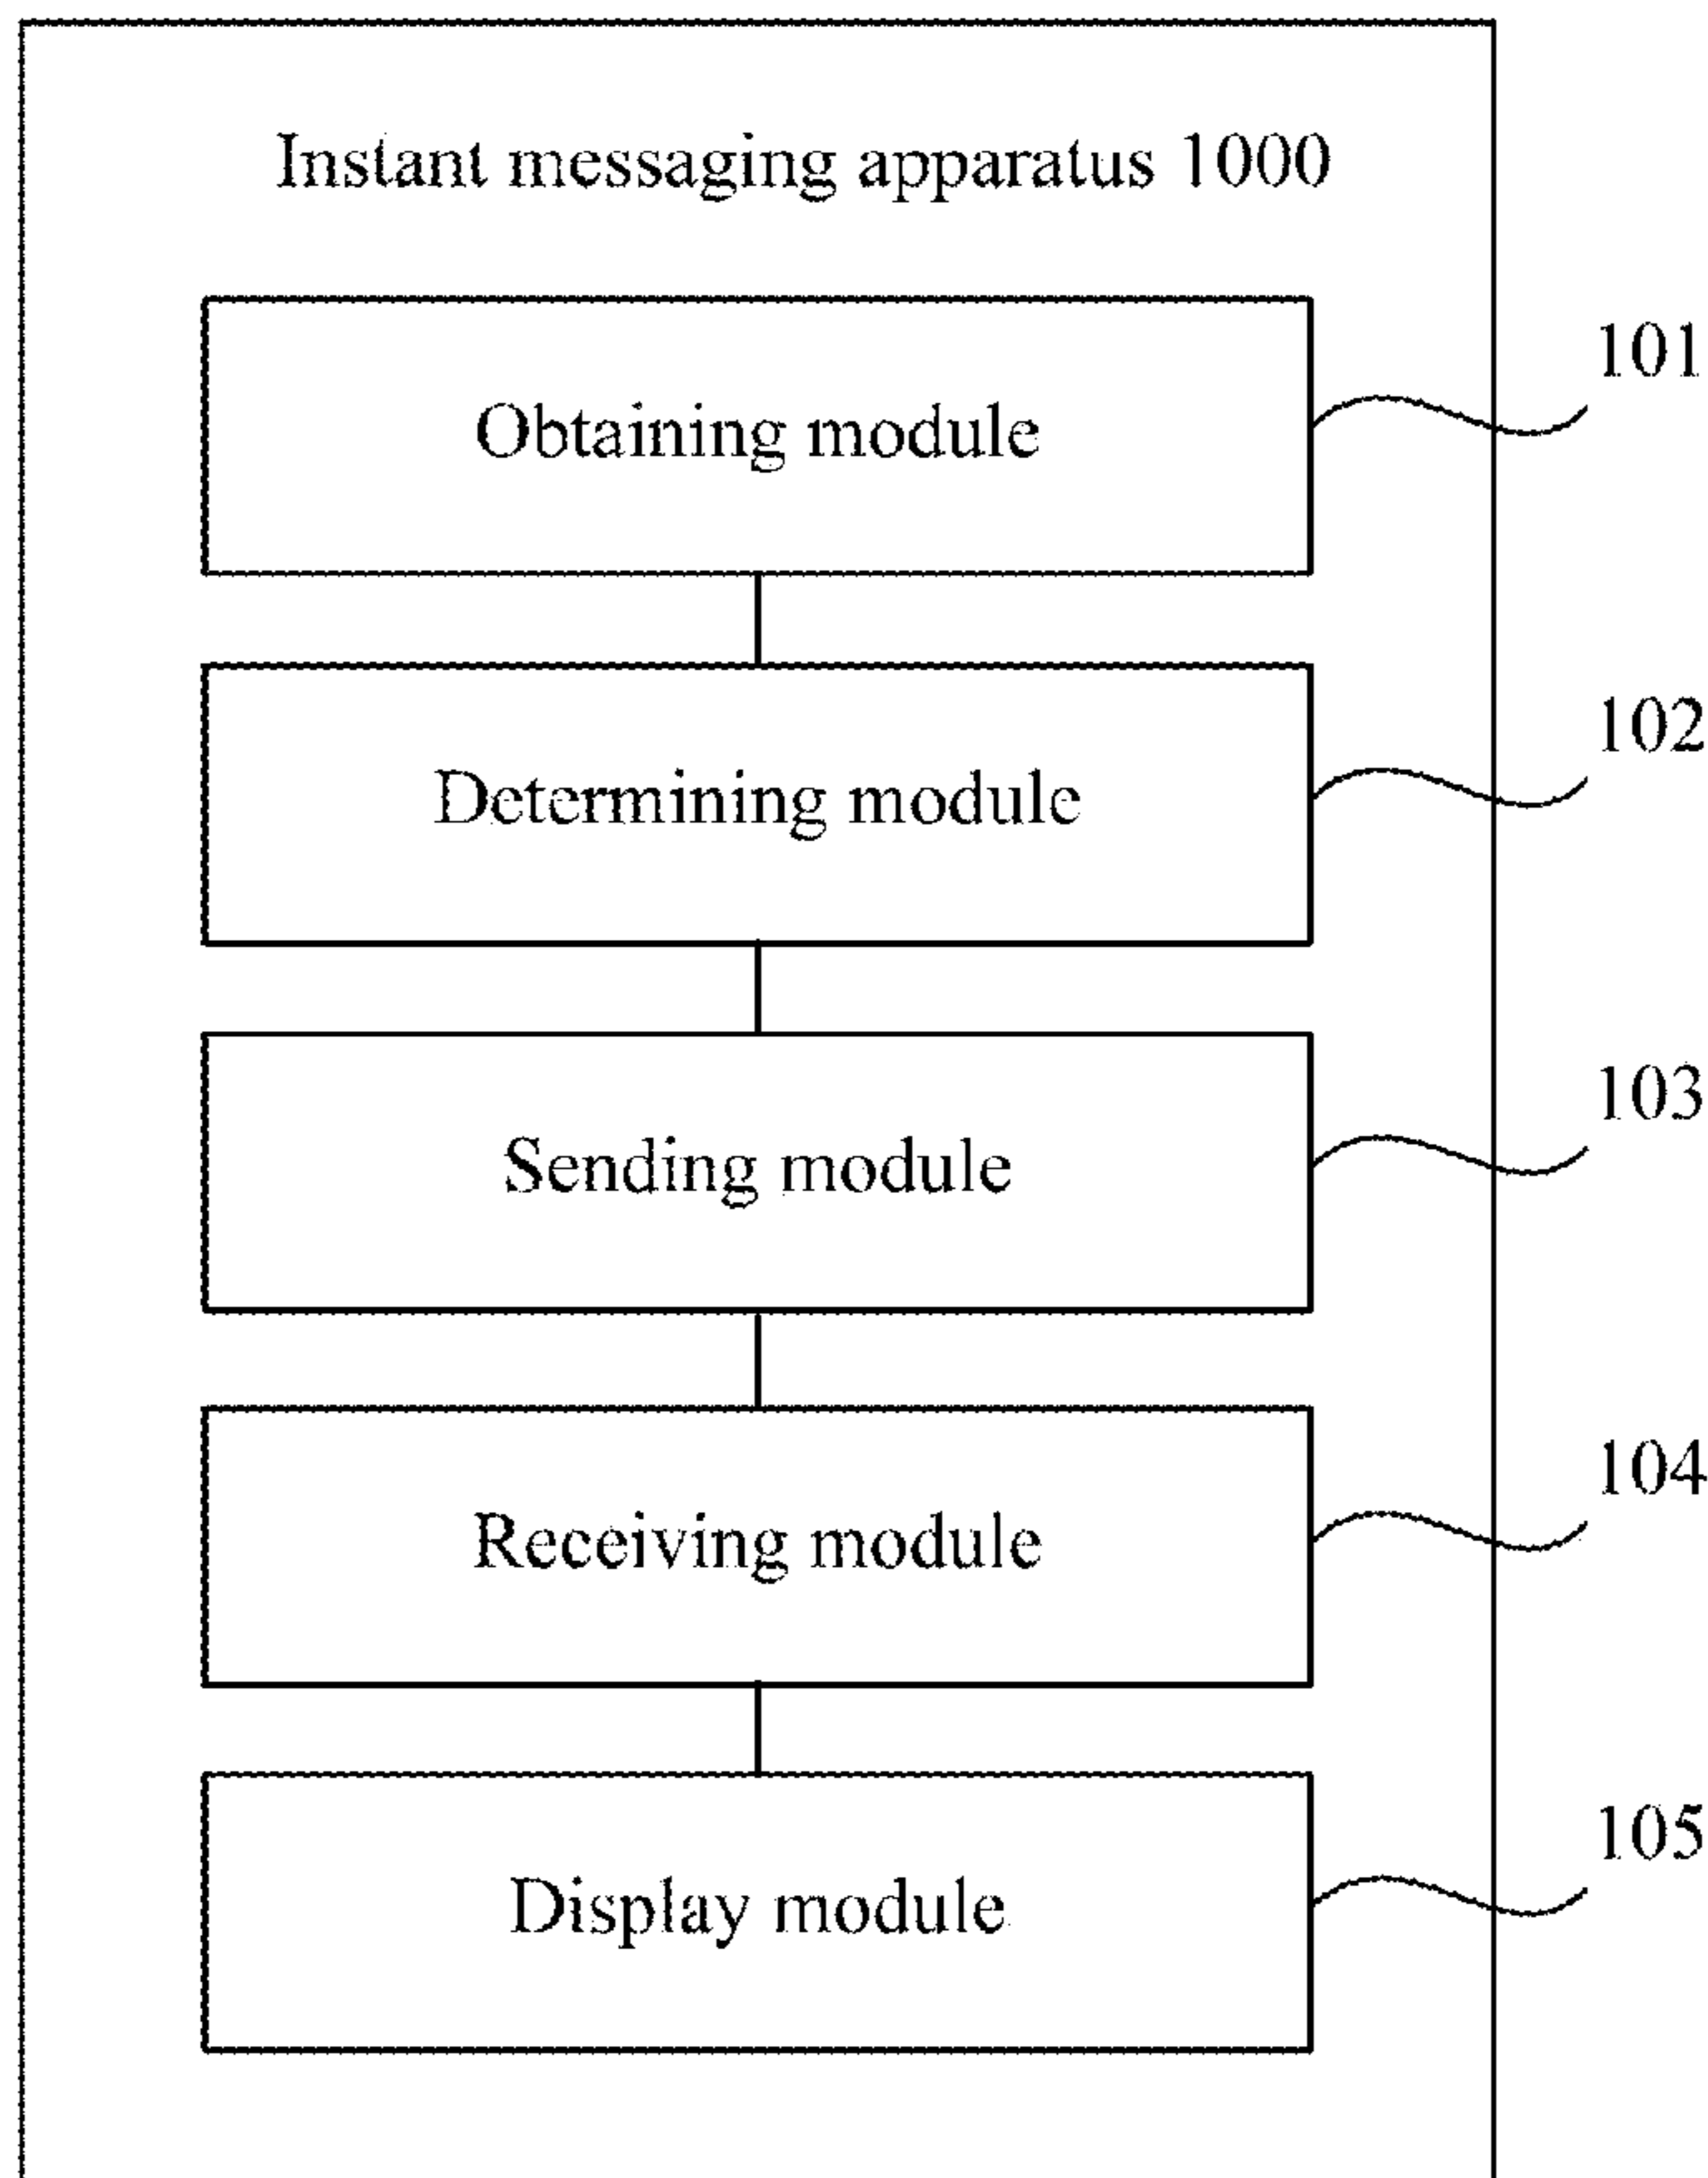 Instant messaging apparatus 1000
Obtaining module
101
Determining module
102
Sending module
103
Receiving module
104
Display module
105